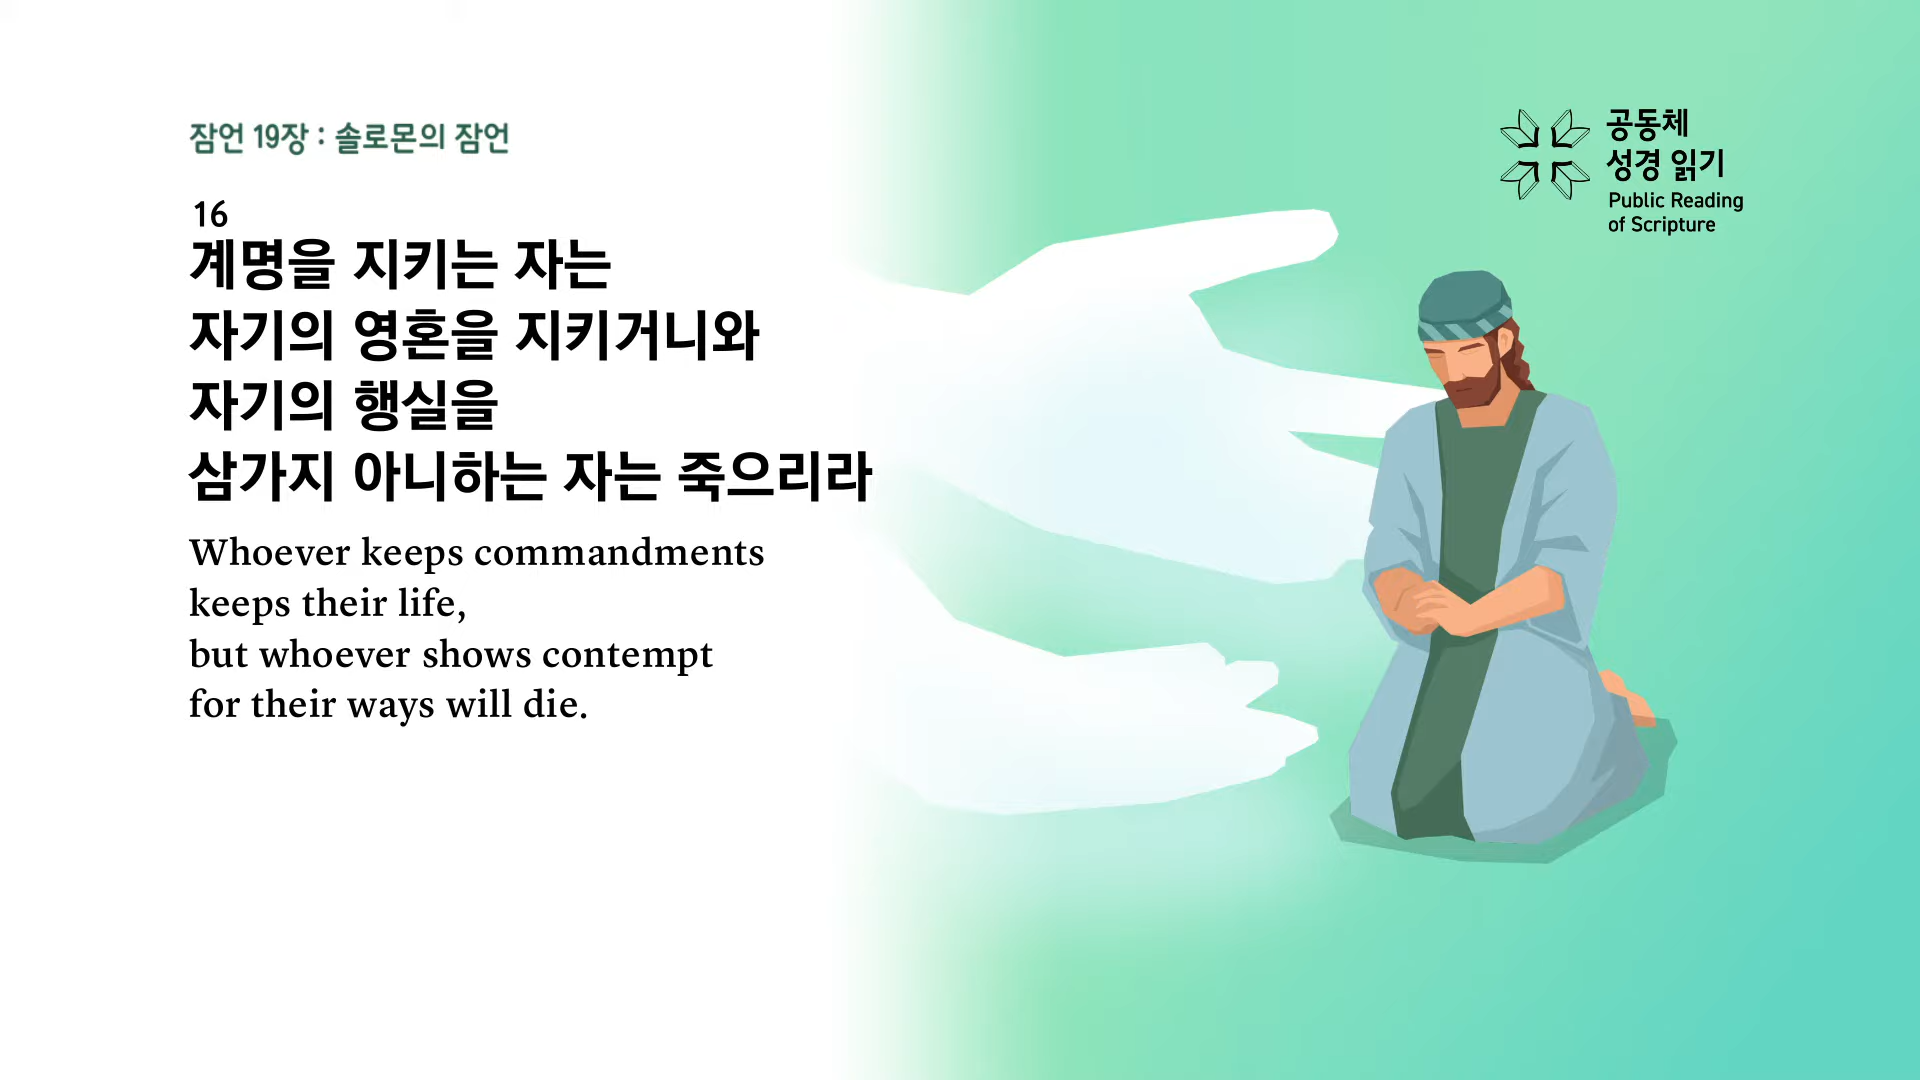 잠언 19장 : 솔로몬의 잠언
16
계명을 지키는 자는
자기의 영혼을 지키거니와
자기의 행실을
삼가지 아니하는 자는 죽으리라
Whoever keeps commandments
keeps their life,
but whoever shows contempt
for their ways will die.
공동체
성경 읽기
Public Reading
of Scripture